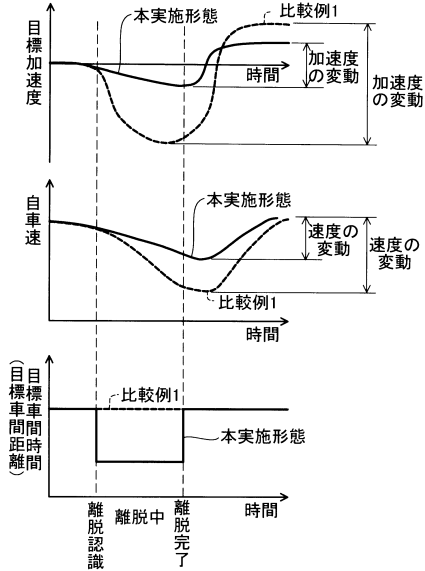 目標加速度
本実施形態
比較例1
時間
加速度
の変動
加速度
の変動
自車速
本実施形態
速度の
変動
速度の
変動
比較例1
時間
目標車間時間
(目標車間距離)
比較例1
本実施形態
時間
離脱認識
離脱中
離脱完了